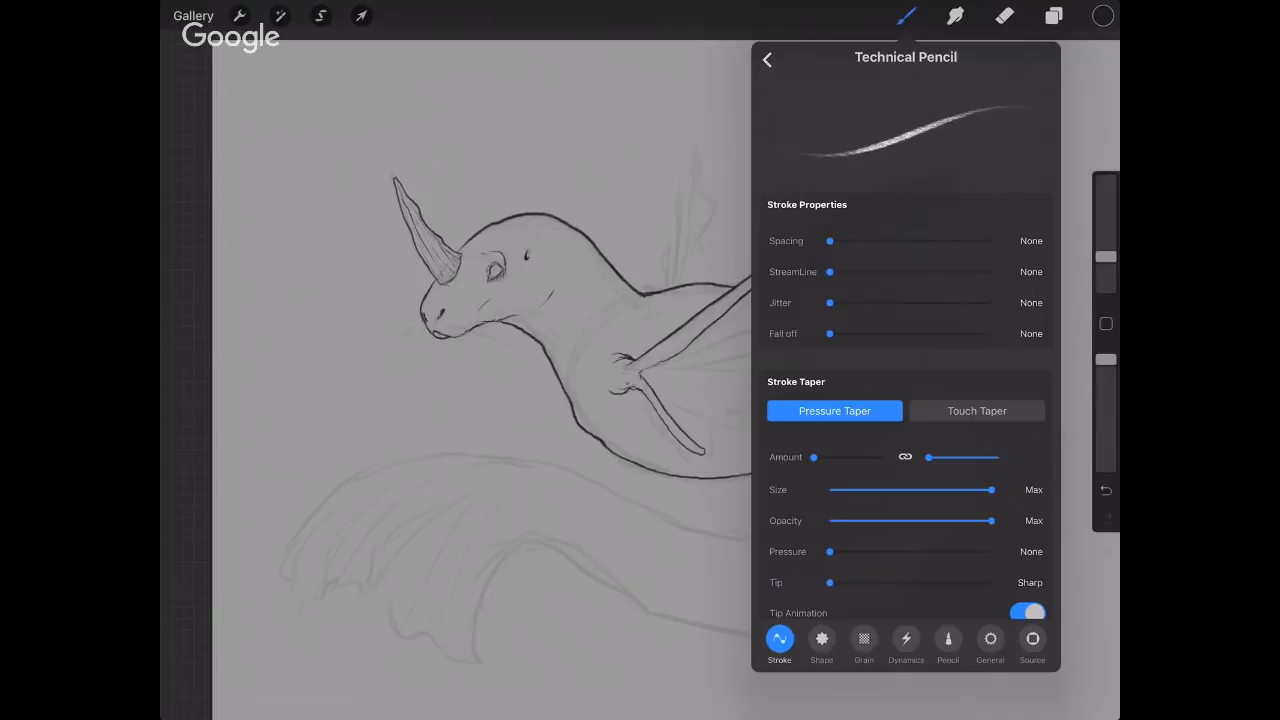 Gallery
Google
Technical Pencil
Stroke Properties
Spacing None
StreamLine None
Jitter None
Fall off None
Stroke Taper
Pressure Taper Touch Taper
Amount
Size Max
Opacity Max
Pressure None
Tip Sharp
Tip Animation
Stroke Shape Grain Dynamics Pencil General Source